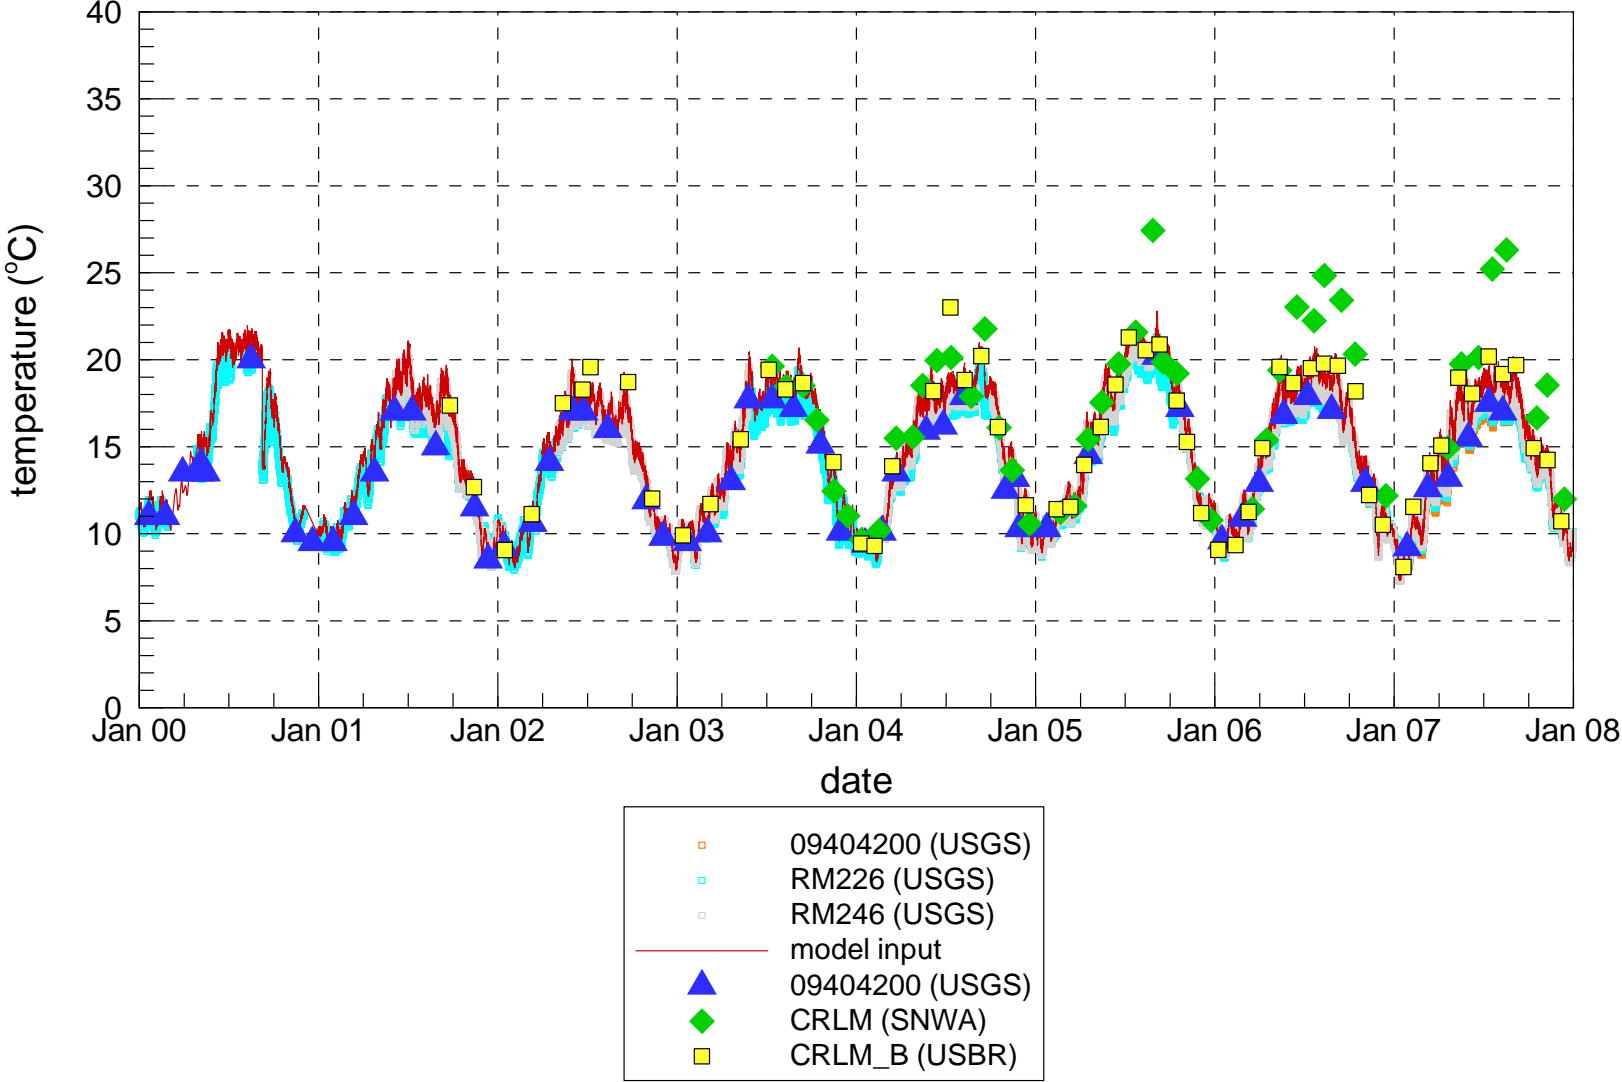 40
35
30
25
20
15
10
5
0
temperature (°C)
Jan 00 Jan 01 Jan 02 Jan 03 Jan 04 Jan 05 Jan 06 Jan 07 Jan 08
date
09404200 (USGS)
RM226 (USGS)
RM246 (USGS)
model input
09404200 (USGS)
CRLM (SNWA)
CRLM_B (USBR)